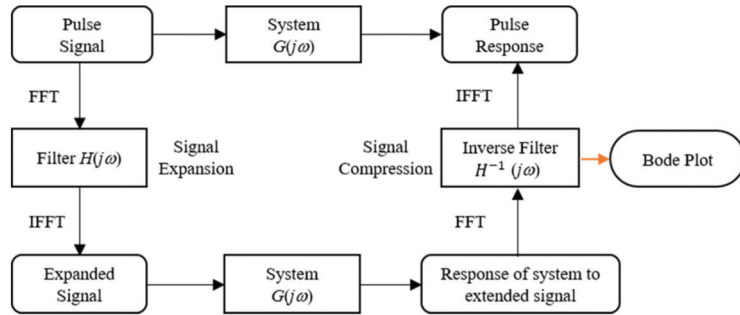 Pulse
Signal
System
G(jω)
Pulse
Response
FFT
IFFT
Filter H(jω)
Signal
Expansion
Signal
Compression
Inverse Filter
H⁻¹ (jω)
Bode Plot
IFFT
FFT
Expanded
Signal
System
G(jω)
Response of system to
extended signal